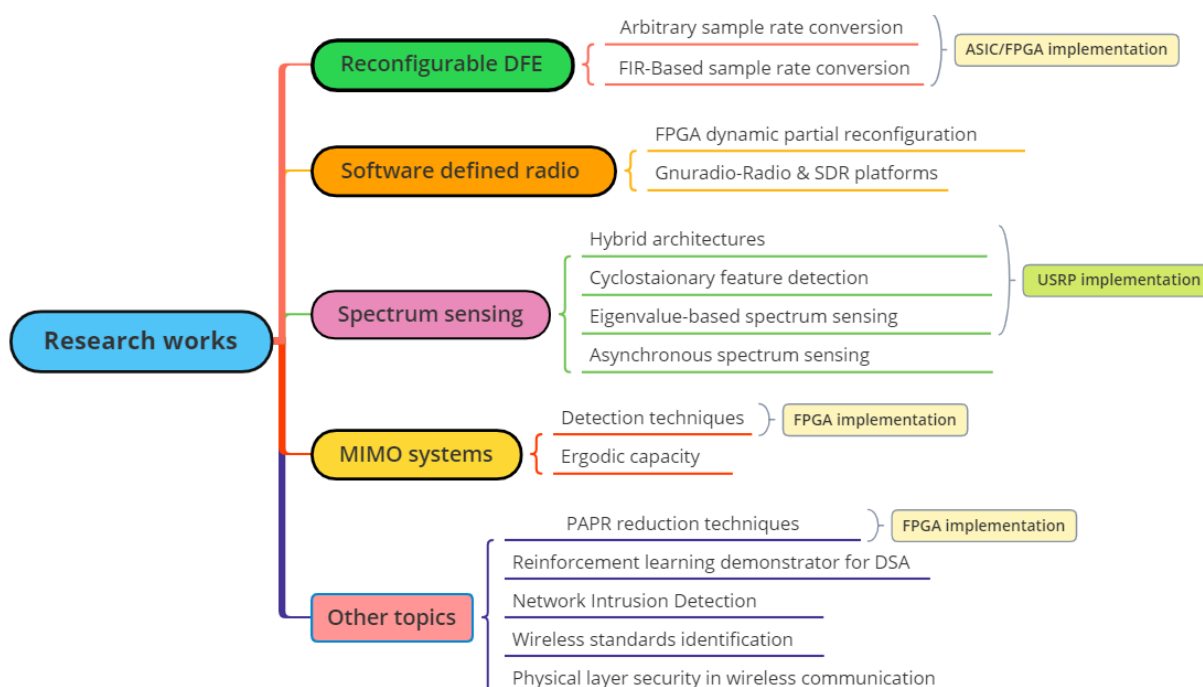 Research works
Reconfigurable DFE
Arbitrary sample rate conversion
FIR-Based sample rate conversion
ASIC/FPGA implementation
Software defined radio
FPGA dynamic partial reconfiguration
Gnuradio-Radio & SDR platforms
Spectrum sensing
Hybrid architectures
Cyclostaionary feature detection
Eigenvalue-based spectrum sensing
Asynchronous spectrum sensing
USRP implementation
MIMO systems
Detection techniques
FPGA implementation
Ergodic capacity
Other topics
PAPR reduction techniques
FPGA implementation
Reinforcement learning demonstrator for DSA
Network Intrusion Detection
Wireless standards identification
Physical layer security in wireless communication